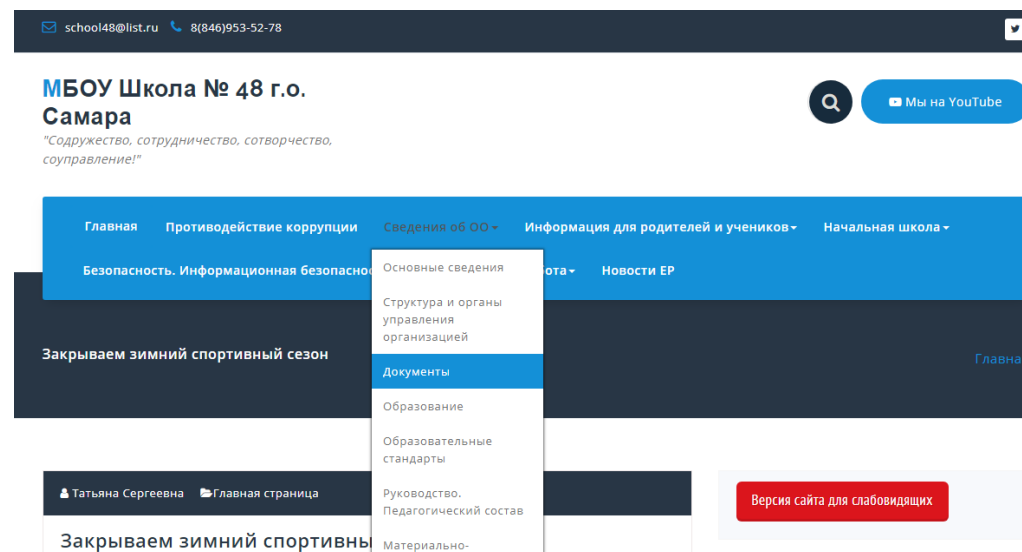 school48@list.ru 8(846)953-52-78
МБОУ Школа № 48 г.о.
Самара
"Содружество, сотрудничество, сотворчество,
соуправление!"
Мы на YouTube
Главная Противодействие коррупции Сведения об ОО Информация для родителей и учеников Начальная школа
Безопасность. Информационная Новости ЕР
Основные сведения
Структура и органы
управления
организацией
Документы
Образование
Образовательные
стандарты
Руководство.
Педагогический состав
Материально-
Закрываем зимний спортивный сезон
Главна
Татьяна Сергеевна Главная страница
Закрываем зимний спортивны
Версия сайта для слабовидящих